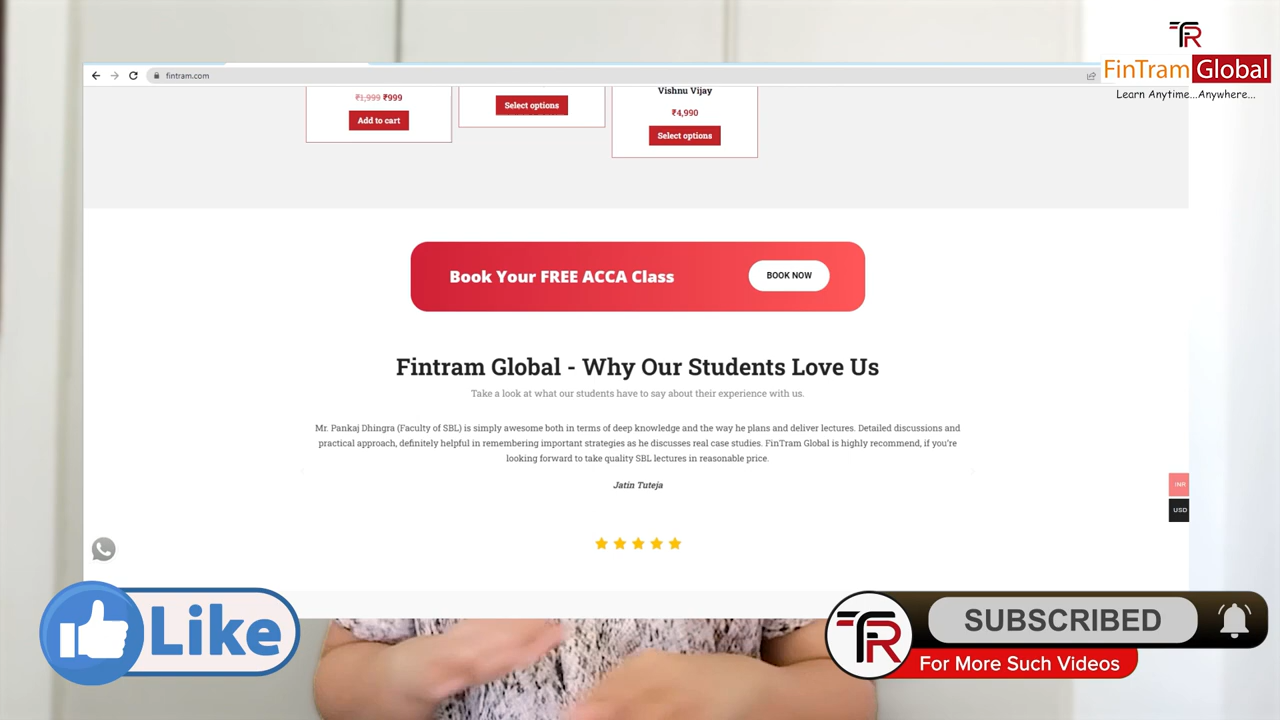 TR
FinTram Global
Learn Anytime...Anywhere...
fintram.com
₹1,999 ₹999
Add to cart
Select options
Vishnu Vijay
₹4,990
Select options
Book Your FREE ACCA Class
BOOK NOW
Fintram Global - Why Our Students Love Us
Take a look at what our students have to say about their experience with us.
Mr. Pankaj Dhingra (Faculty of SBL) is simply awesome both in terms of deep knowledge and the way he plans and deliver lectures. Detailed discussions and
practical approach, definitely helpful in remembering important strategies as he discusses real case studies. FinTram Global is highly recommend, if you're
looking forward to take quality SBL lectures in reasonable price.
Jatin Tuteja
INR
USD
Like
TR
SUBSCRIBED
For More Such Videos